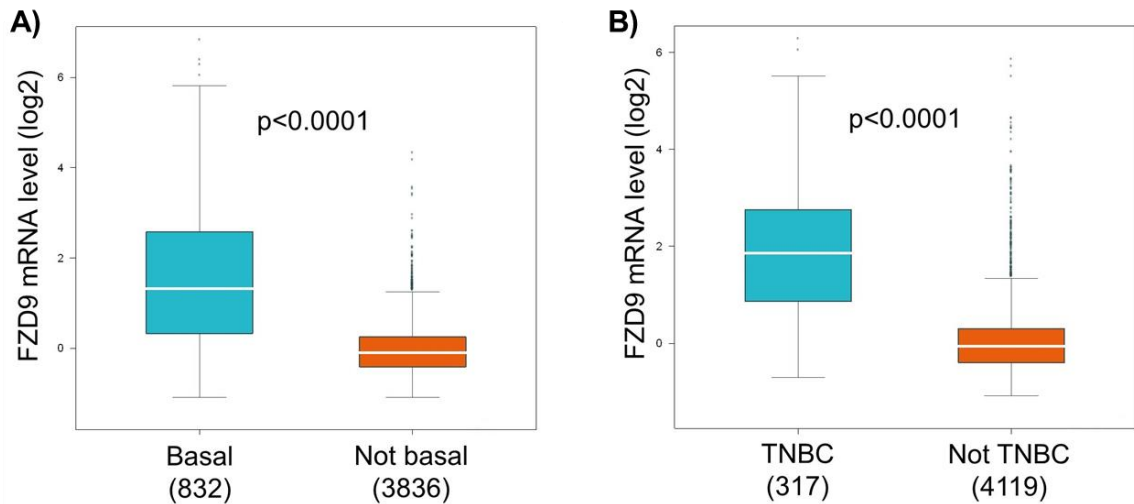 A)
FZD9 mRNA level (log2)
6
4
2
0
p<0.0001
Basal
(832)
Not basal
(3836)
B)
FZD9 mRNA level (log2)
6
4
2
0
p<0.0001
TNBC
(317)
Not TNBC
(4119)